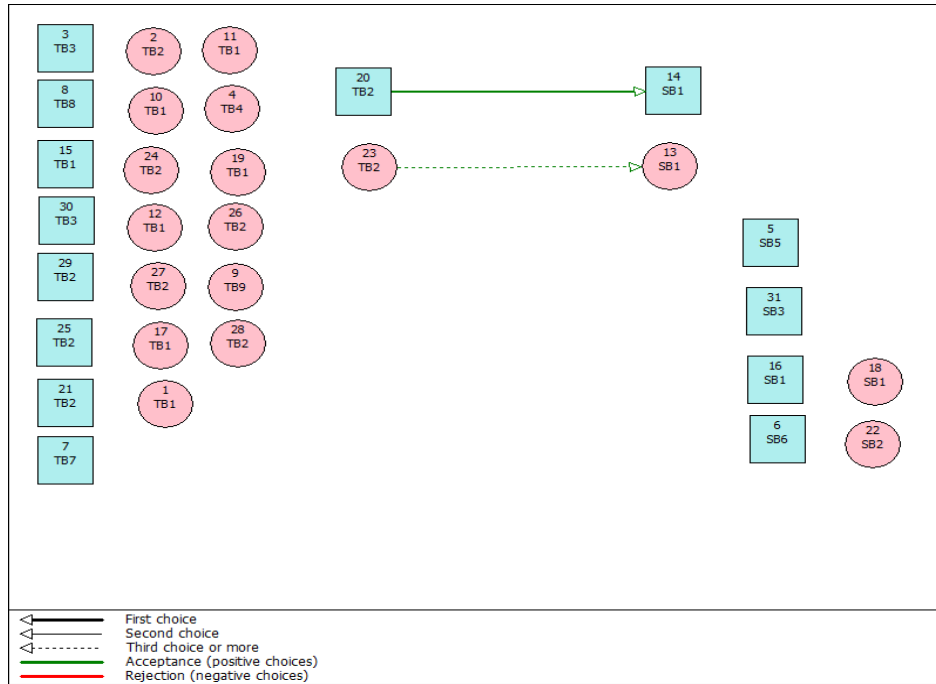 3
TB3
2
TB2
11
TB1
8
TB8
10
TB1
4
TB4
20
TB2
14
SB1
15
TB1
24
TB2
19
TB1
23
TB2
13
SB1
30
TB3
12
TB1
26
TB2
5
SB5
29
TB2
27
TB2
9
TB9
31
SB3
25
TB2
17
TB1
28
TB2
16
SB1
18
SB1
21
TB2
1
TB1
6
SB6
22
SB2
7
TB7
First choice
Second choice
Third choice or more
Acceptance (positive choices)
Rejection (negative choices)